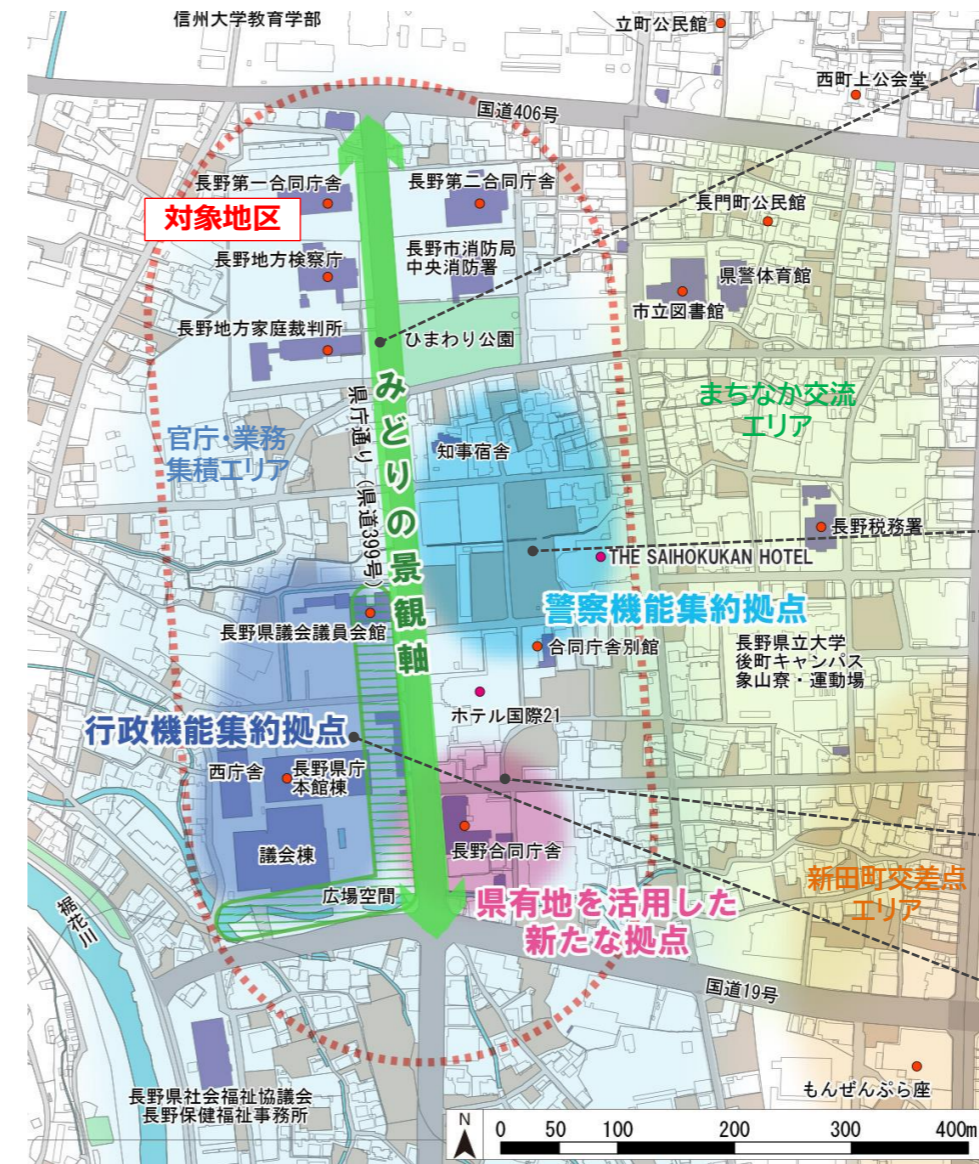 信州大学教育学部
立町公民館
西町上公会堂
国道406号
長野第一合同庁舎
長野第二合同庁舎
長門町公民館
対象地区
長野地方検察庁
長野市消防局
中央消防署
県警体育館
市立図書館
長野地方家庭裁判所
ひまわり公園
みどりの景観軸
県庁通り(県道399号)
まちなか交流
エリア
官庁・業務
集積エリア
知事宿舎
長野税務署
THE SAIHOKUKAN HOTEL
警察機能集約拠点
長野県議会議員会館
合同庁舎別館
長野県立大学
後町キャンパス
象山寮・運動場
ホテル国際21
行政機能集約拠点
西庁舎
長野県庁
本館棟
議会棟
長野合同庁舎
新田町交差点
エリア
広場空間
県有地を活用した
新たな拠点
裾花川
国道19号
もんぜんぷら座
長野県社会福祉協議会
長野保健福祉事務所
N
0 50 100 200 300 400m